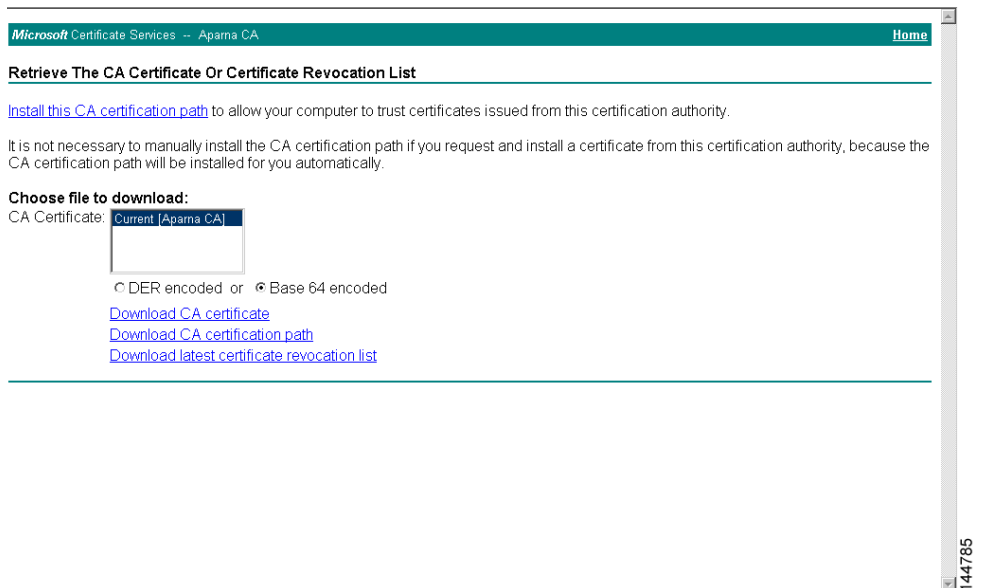 Microsoft Certificate Services -- Aparna CA Home
Retrieve The CA Certificate Or Certificate Revocation List
Install this CA certification path to allow your computer to trust certificates issued from this certification authority.
It is not necessary to manually install the CA certification path if you request and install a certificate from this certification authority, because the
CA certification path will be installed for you automatically.
Choose file to download:
CA Certificate: Current [Aparna CA]
DER encoded or Base 64 encoded
Download CA certificate
Download CA certification path
Download latest certificate revocation list
144785